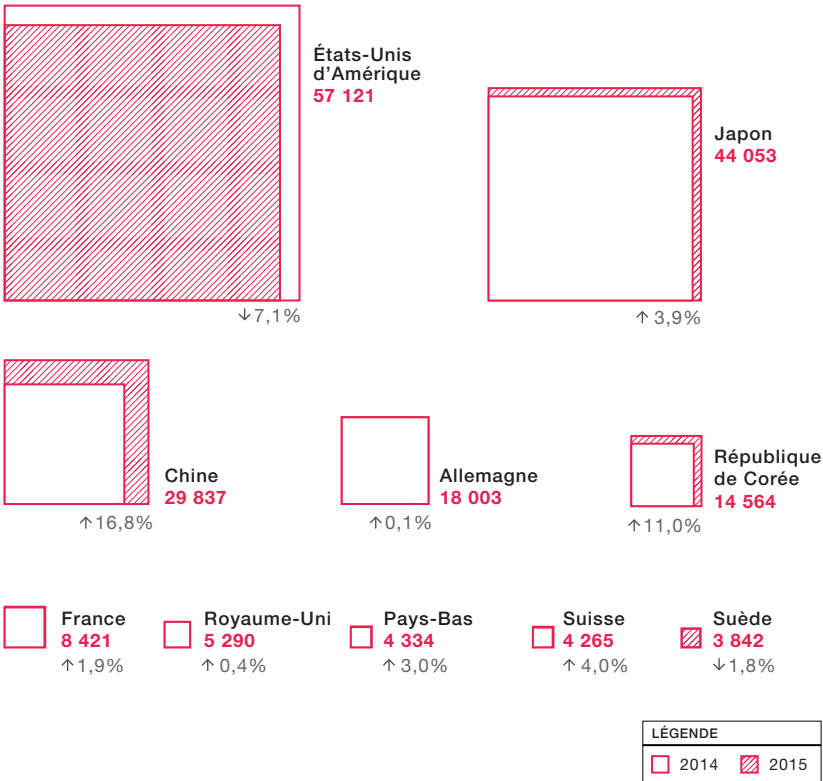 États-Unis
d’Amérique
57 121
↓7,1%
Japon
44 053
↑ 3,9%
Chine
29 837
↑16,8%
Allemagne
18 003
↑0,1%
République
de Corée
14 564
↑11,0%
France
8 421
↑1,9%
Royaume-Uni
5 290
↑ 0,4%
Pays-Bas
4 334
↑ 3,0%
Suisse
4 265
↑ 4,0%
Suède
3 842
↓1,8%
LÉGENDE
2014 2015